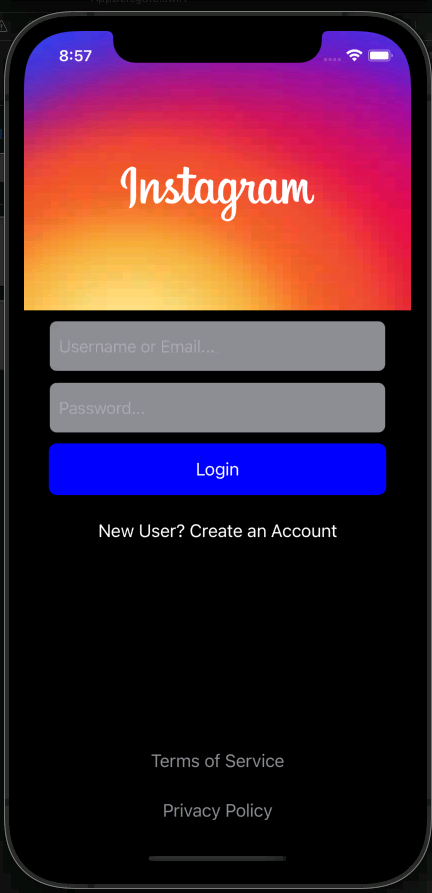 8:57
Instagram
Username or Email...
Password...
Login
New User? Create an Account
Terms of Service
Privacy Policy